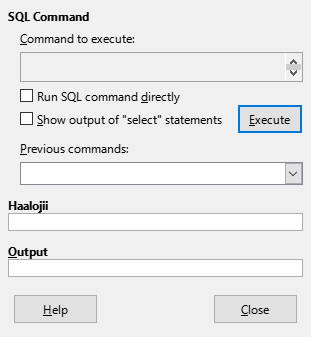 SQL Command
Command to execute:
Run SQL command directly
Show output of "select" statements
Execute
Previous commands:
Haalojii
Output
Help
Close